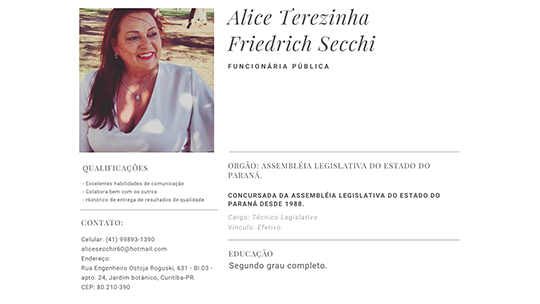 Alice Terezinha
Friedrich Secchi
FUNCIONÁRIA PÚBLICA
QUALIFICAÇÕES
- Excelentes habilidades de comunicação
- Colabora bem com os outros
- Histórico de entrega de resultados de qualidade
CONTATO:
Celular: (41) 99893-1390
alicesecchir60@hotmail.com
Endereço:
Rua Engenheiro Ostoja Roguski, 631 - Bl.03 -
apto. 24, Jardim botânico, Curitiba-PR.
CEP: 80.210-390
ORGÃO: ASSEMBLÉIA LEGISLATIVA DO ESTADO DO
PARANÁ.
CONCURSADA DA ASSEMBLÉIA LEGISLATIVA DO ESTADO DO
PARANÁ DESDE 1988.
Cargo: Técnico Legislativo
Vínculo: Efetivo
EDUCAÇÃO
Segundo grau completo.